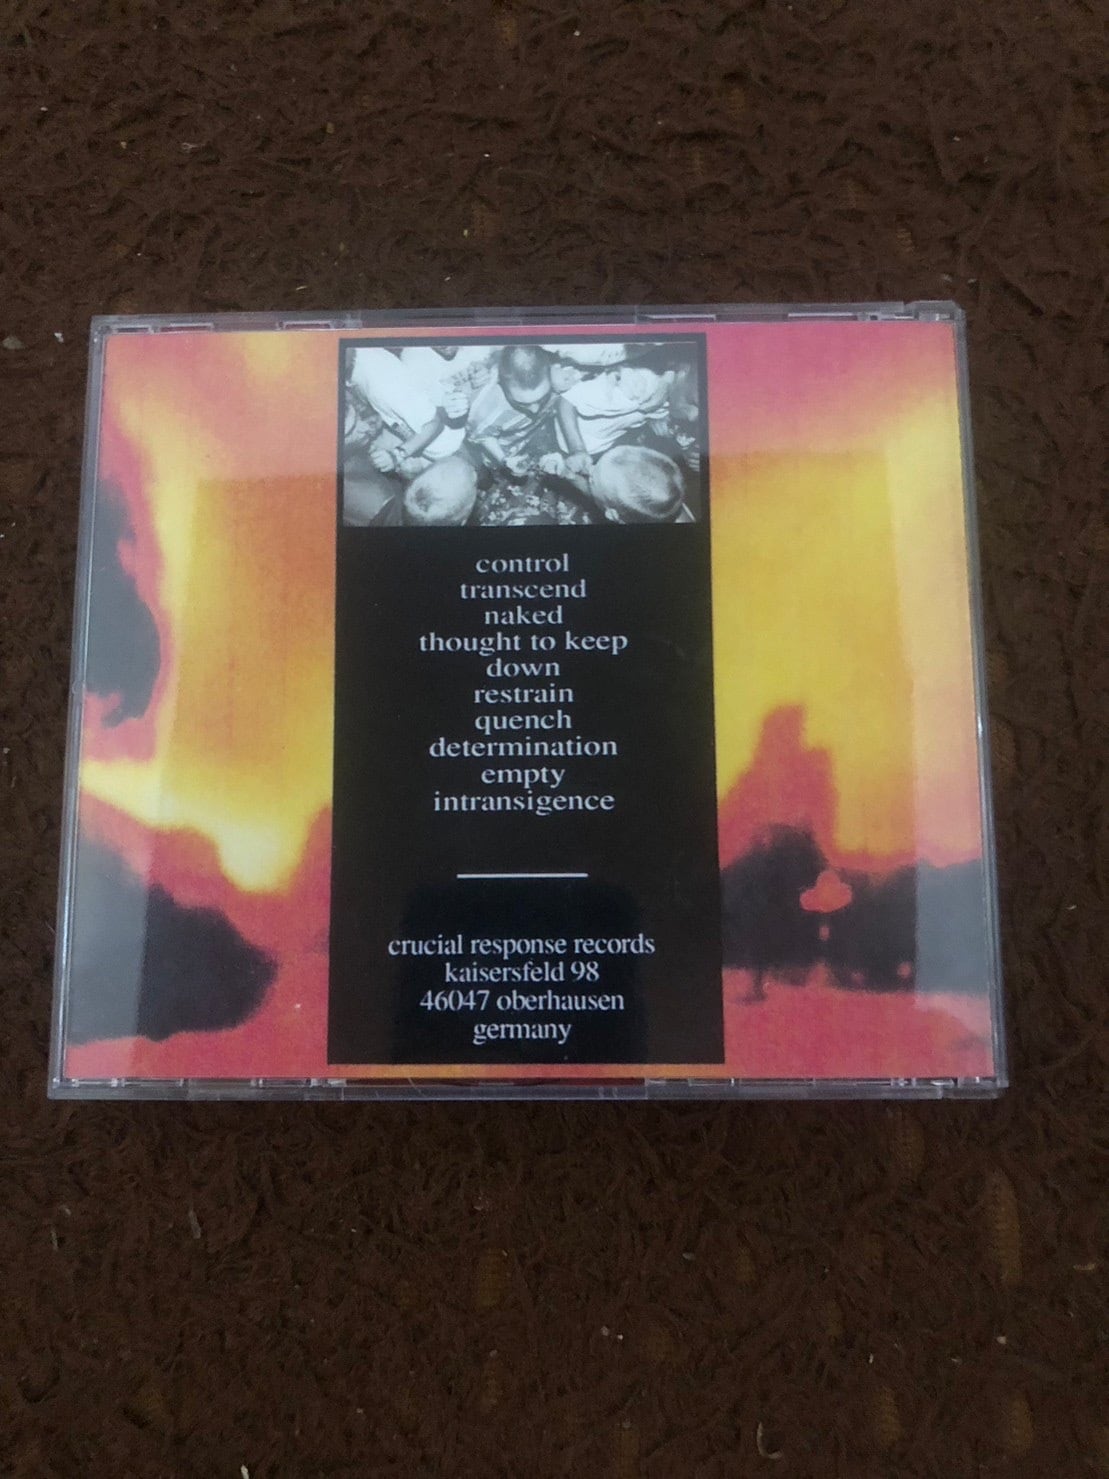 control
transcend
naked
thought to keep
down
restrain
quench
determination
empty
intransigence
crucial response records
kaisersfeld 98
46047 oberhausen
germany